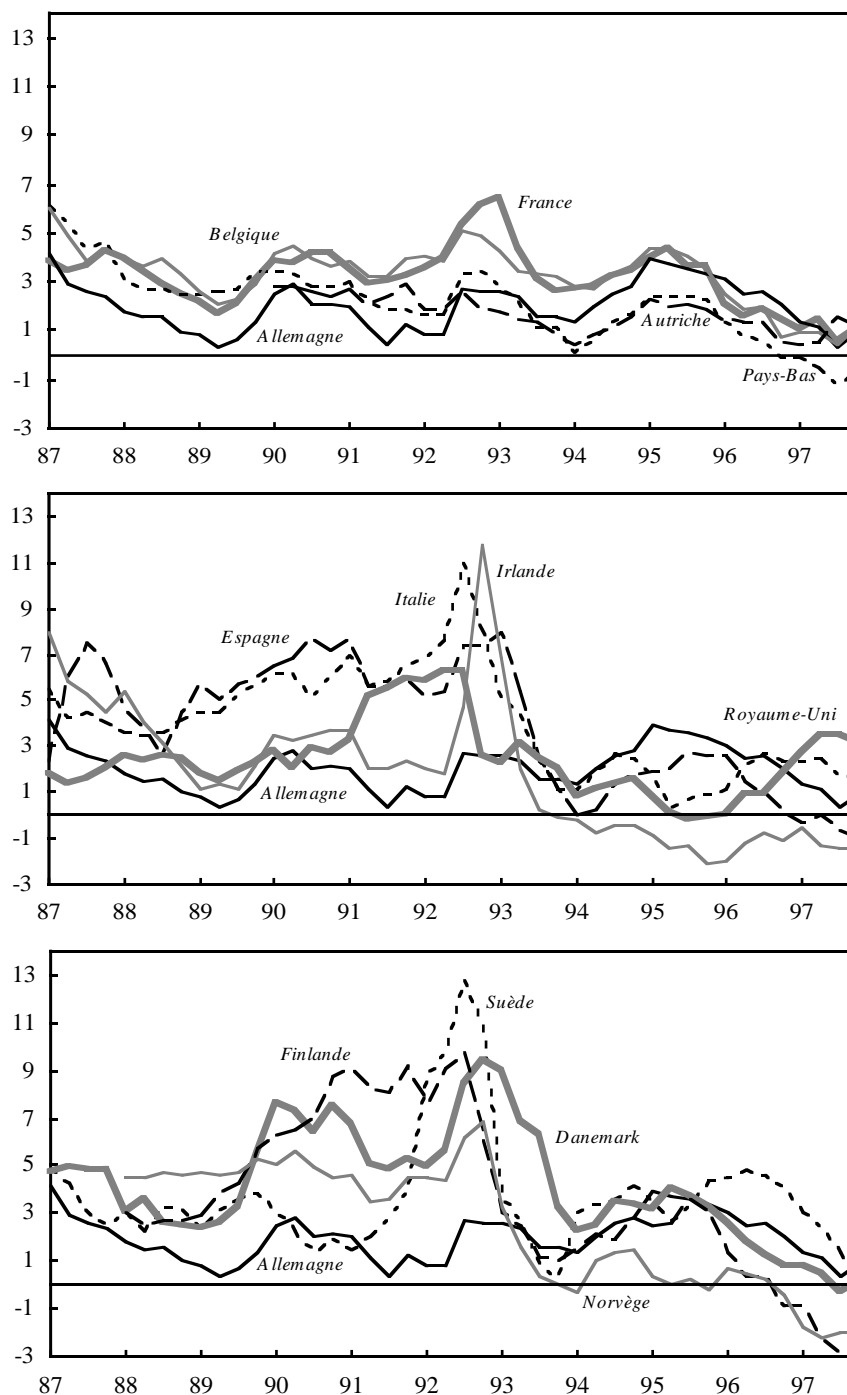 13
11
9
7
France
Belgique
5
3
Autriche
1
Allemagne
Pays-Bas
-1
-3
87 88 89 90 91 92 93 94 95 96 97
13
11
Irlande
Italie
9
Espagne
7
5
Royaume-Uni
3
1
Allemagne
-1
-3
87 88 89 90 91 92 93 94 95 96 97
13
Suède
11
Finlande
9
7
Danemark
5
3
1
Allemagne
Norvège
-1
-3
87 88 89 90 91 92 93 94 95 96 97